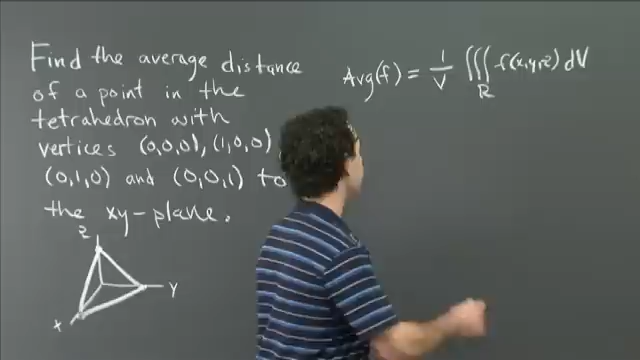 Find the average distance
of a point in the
tetrahedron with
vertices (0,0,0), (1,0,0)
(0,1,0) and (0,0,1) to
the xy-plane.
z
y
x
Avg(f) = 1/V ∭_R f(x,y,z) dV